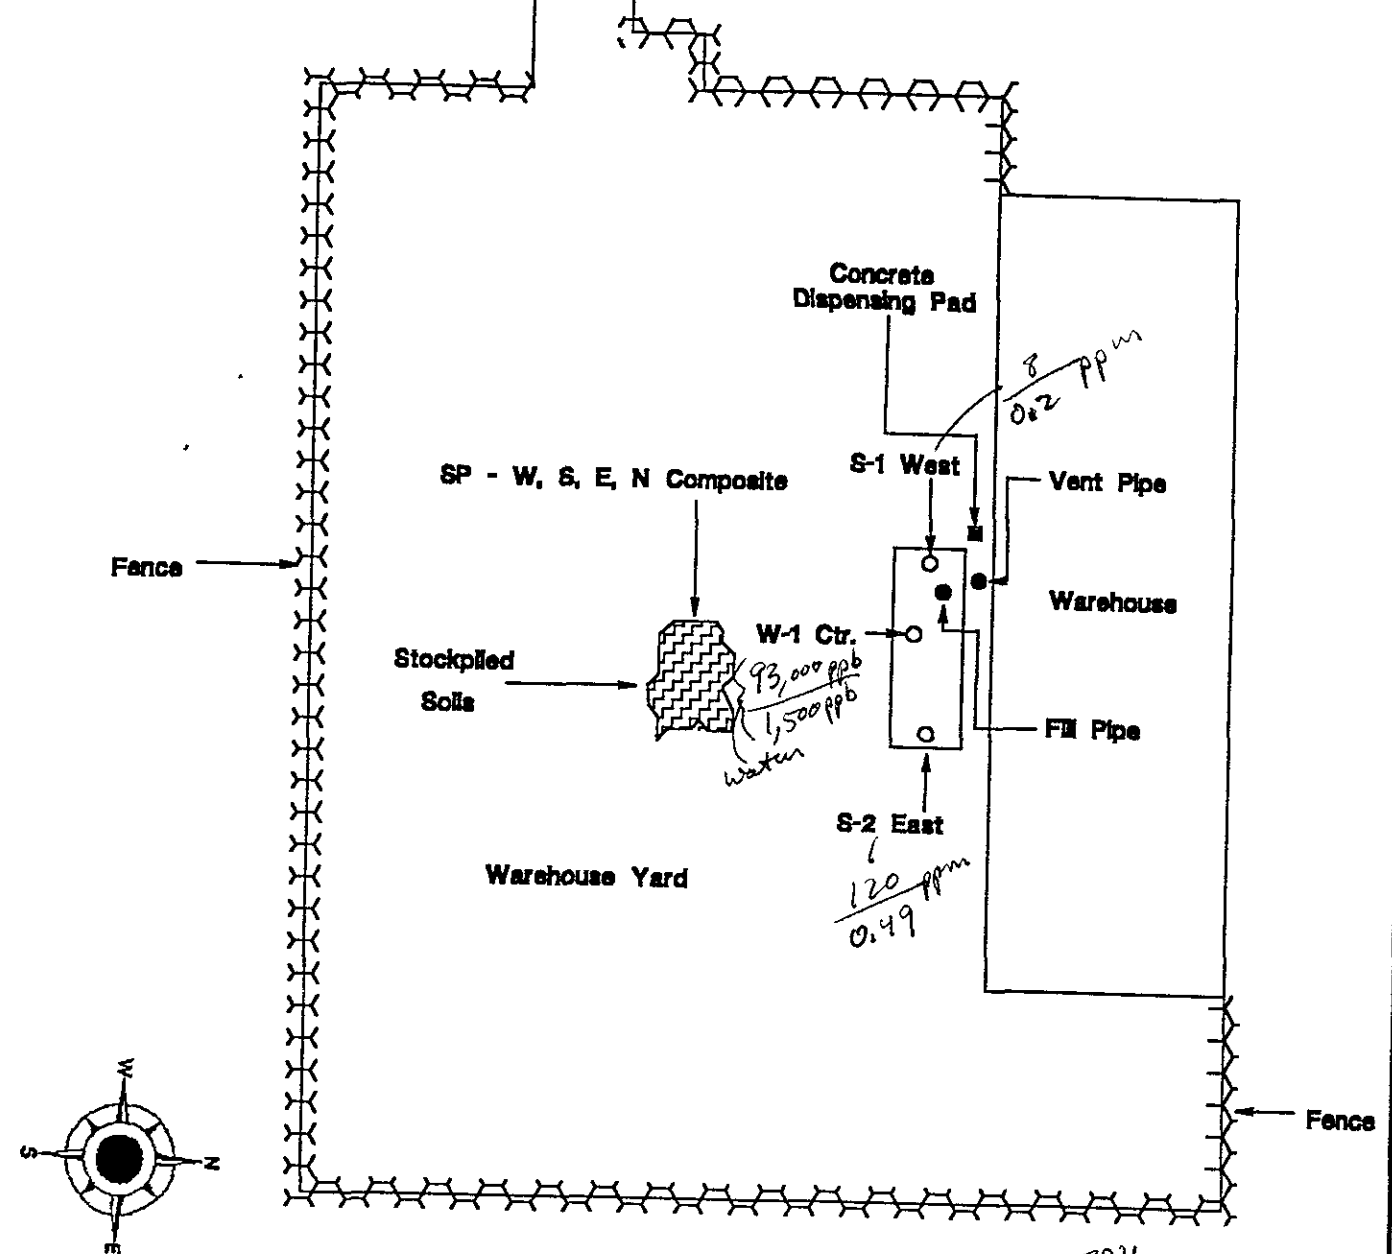 Concrete
Dispensing Pad
8 ppm
0.2
SP - W, S, E, N Composite
S-1 West
Vent Pipe
Fence
Warehouse
W-1 Ctr.
Stockpiled
Soils
93,000 ppb
1,500 ppb
water
Fill Pipe
S-2 East
120 ppm
0.49
Warehouse Yard
W
S
N
E
Fence